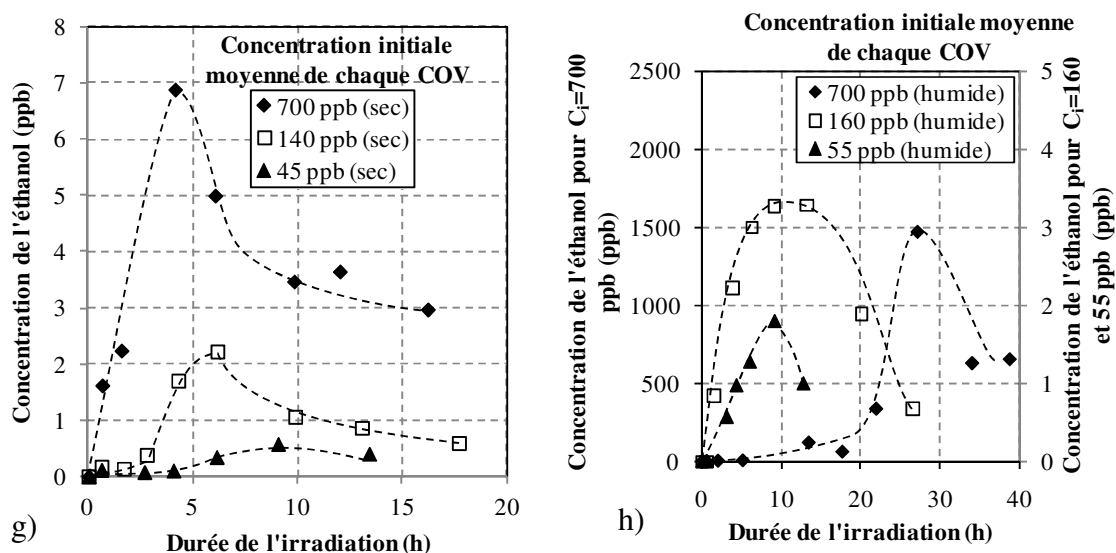 Concentration initiale
moyenne de chaque COV
700 ppb (sec)
140 ppb (sec)
45 ppb (sec)
Concentration de l'éthanol (ppb)
8
7
6
5
4
3
2
1
0
0
5
10
15
20
Durée de l'irradiation (h)
g)
Concentration initiale moyenne
de chaque COV
700 ppb (humide)
160 ppb (humide)
55 ppb (humide)
Concentration de l'éthanol pour Ci=700
ppb (ppb)
2500
2000
1500
1000
500
0
5
4
3
2
1
0
Concentration de l'éthanol pour Ci=160
et 55 ppb (ppb)
0
10
20
30
40
Durée de l'irradiation (h)
h)